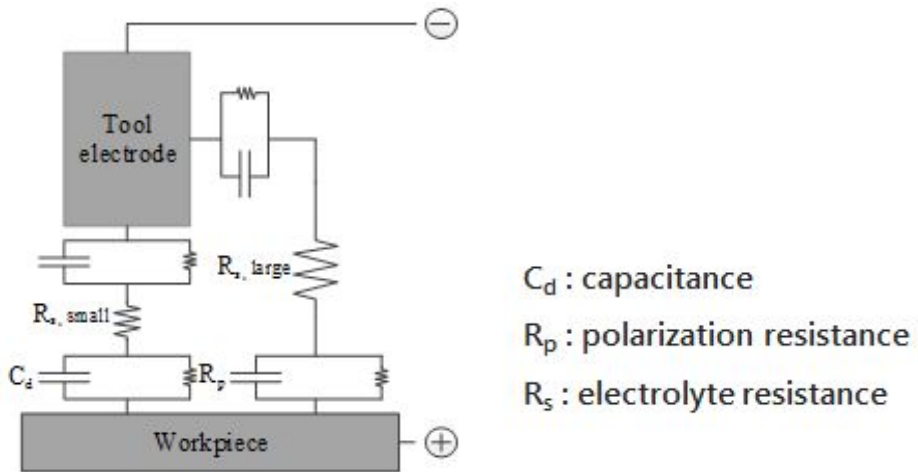 ⊖
Tool
electrode
R_s, large
R_s, small
C_d
R_p
Workpiece
⊕
C_d : capacitance
R_p : polarization resistance
R_s : electrolyte resistance